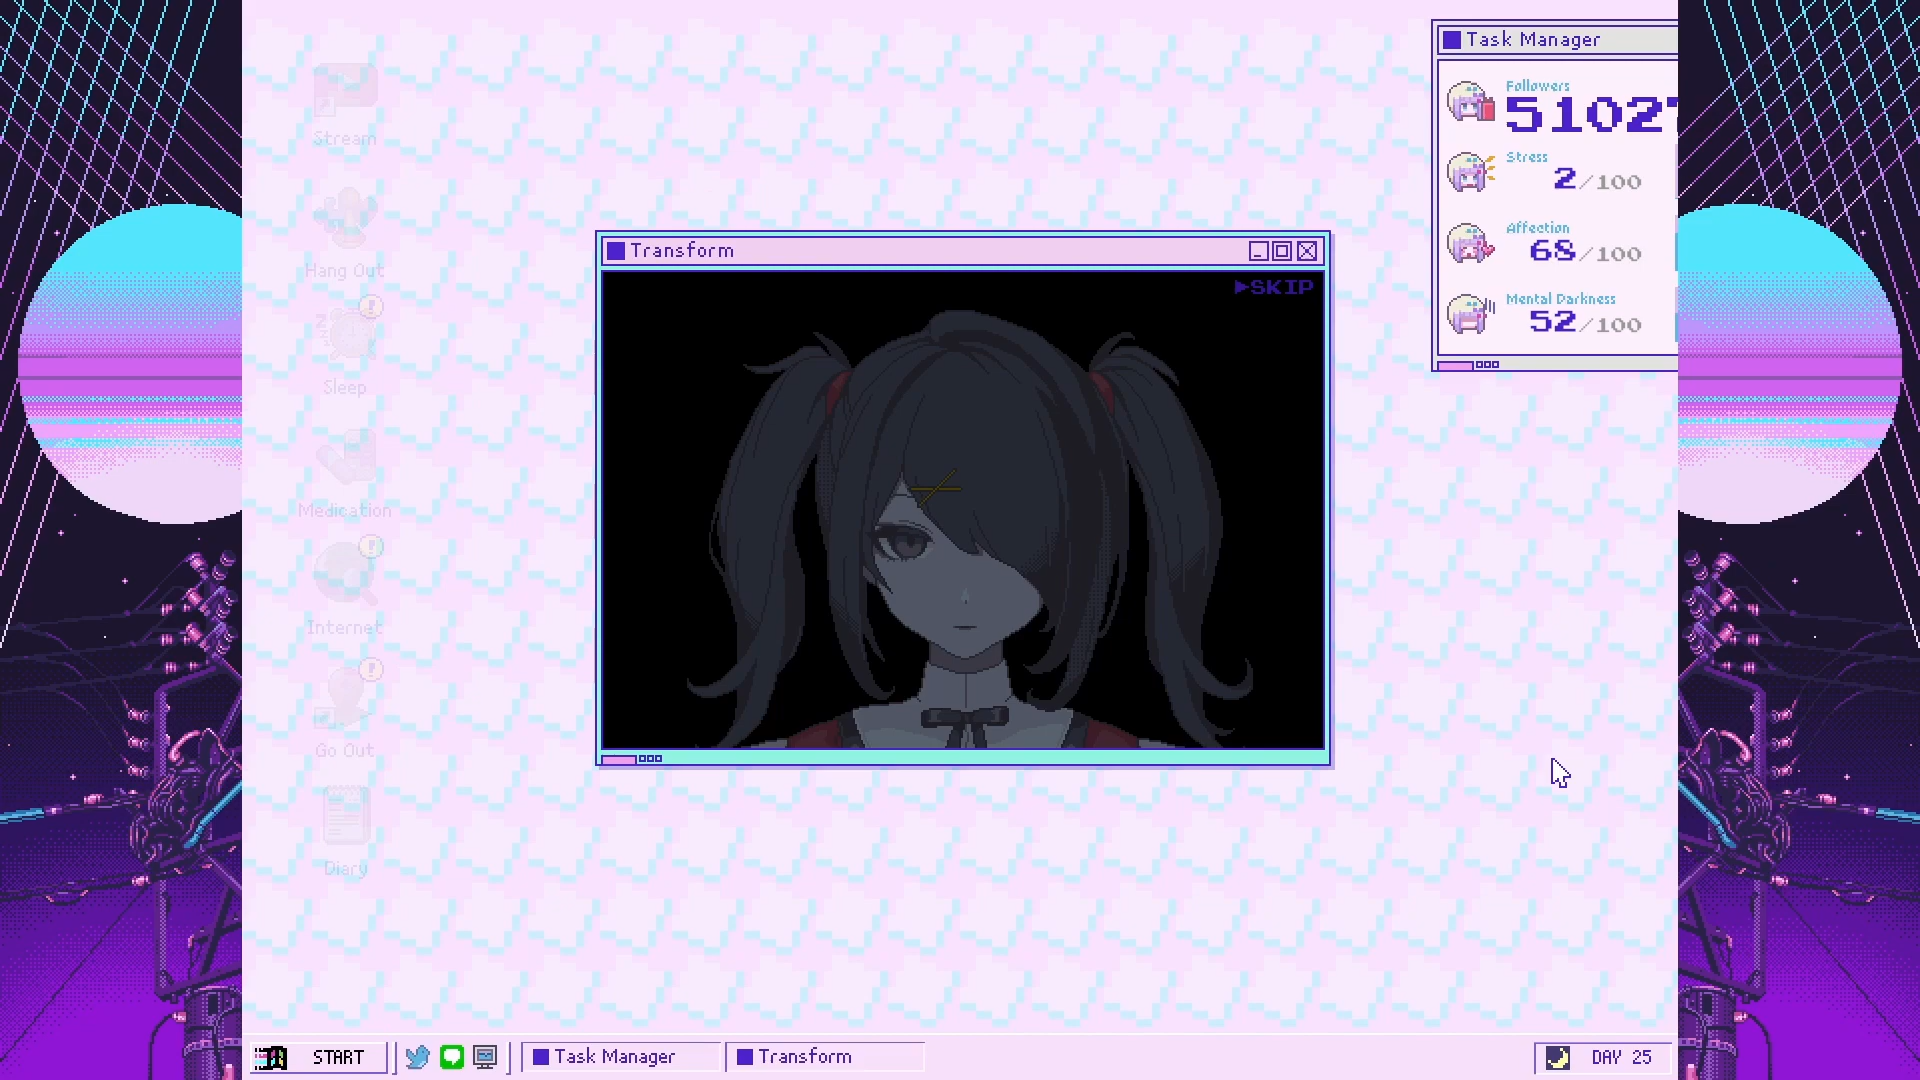 Stream
Hang Out
Sleep
Medication
Internet
Go Out
Diary
Transform
▶SKIP
Task Manager
Followers
51027
Stress
2/100
Affection
68/100
Mental Darkness
52/100
START
Task Manager
Transform
DAY 25